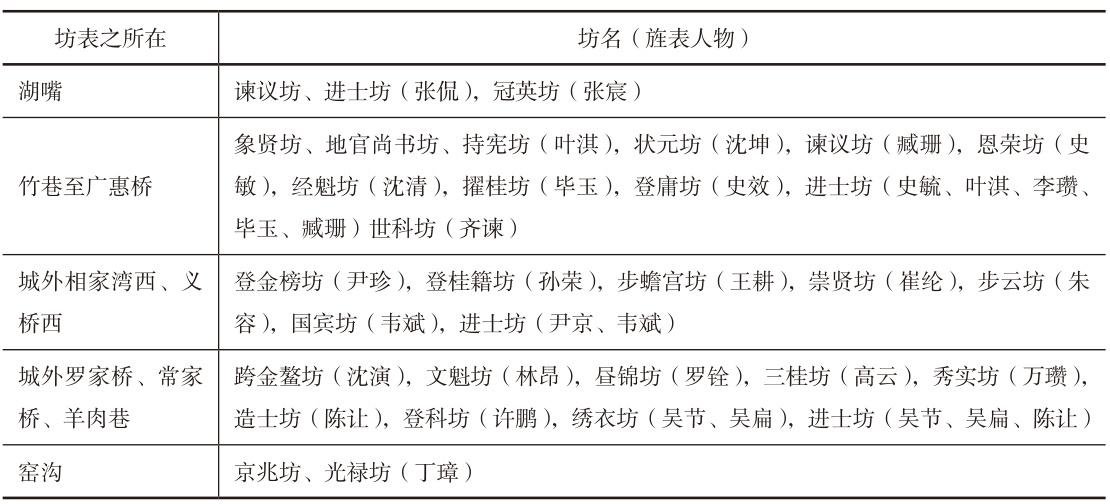 坊表之所在 坊名（旌表人物）
湖嘴 谏议坊、进士坊（张侃），冠英坊（张宸）
象贤坊、地官尚书坊、持宪坊（叶淇），状元坊（沈坤），谏议坊（臧珊），恩荣坊（史
竹巷至广惠桥 敏），经魁坊（沈清），擢桂坊（毕玉），登庸坊（史效），进士坊（史毓、叶淇、李瓒、
毕玉、臧珊）世科坊（齐谏）
城外相家湾西、义 登金榜坊（尹珍），登桂籍坊（孙荣），步蟾宫坊（王耕），崇贤坊（崔纶），步云坊（朱
桥西 容），国宾坊（韦斌），进士坊（尹京、韦斌）
城外罗家桥、常家 跨金鳌坊（沈演），文魁坊（林昂），昼锦坊（罗铨），三桂坊（高云），秀实坊（万瓒），
桥、羊肉巷 造士坊（陈让），登科坊（许鹏），绣衣坊（吴节、吴扁），进士坊（吴节、吴扁、陈让）
窑沟 京兆坊、光禄坊（丁璋）